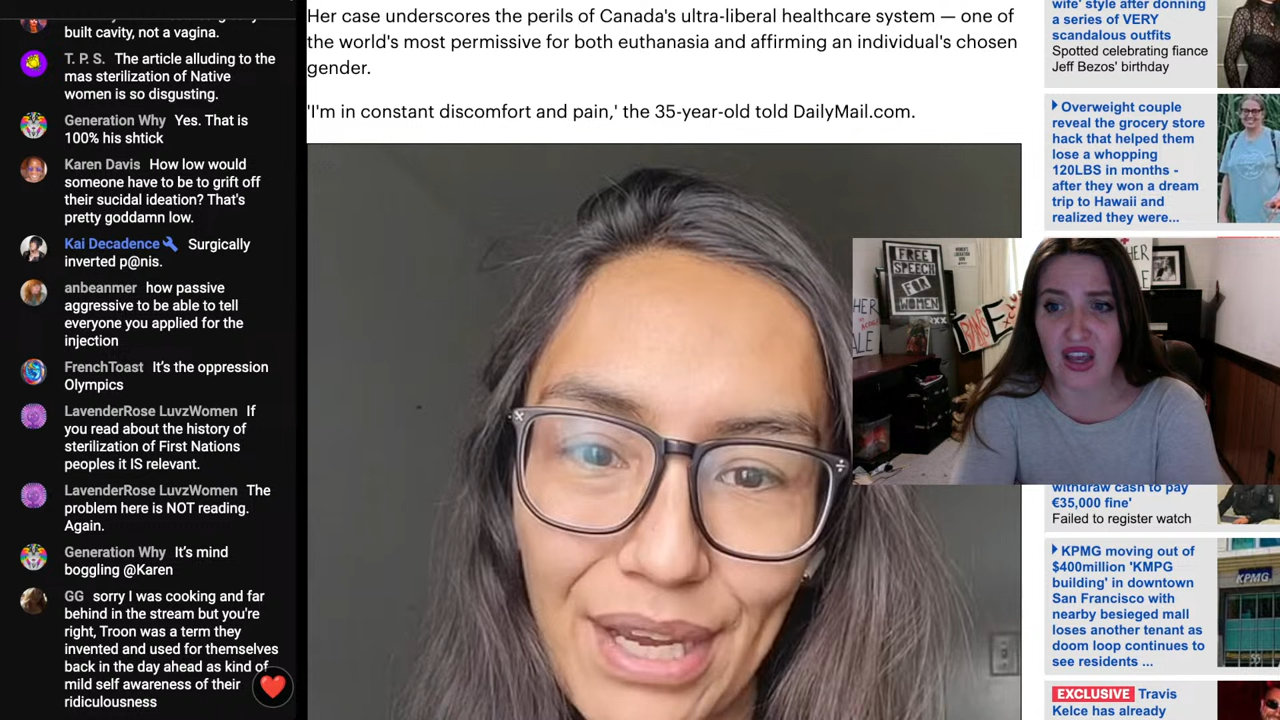 built cavity, not a vagina.
T. P. S. The article alluding to the
mas sterilization of Native
women is so disgusting.
Generation Why Yes. That is
100% his shtick
Karen Davis How low would
someone have to be to grift off
their sucidal ideation? That's
pretty goddamn low.
Kai Decadence Surgically
inverted p@nis.
anbeanmer how passive
aggressive to be able to tell
everyone you applied for the
injection
FrenchToast It's the oppression
Olympics
LavenderRose LuvzWomen If
you read about the history of
sterilization of First Nations
peoples it IS relevant.
LavenderRose LuvzWomen The
problem here is NOT reading.
Again.
Generation Why It's mind
boggling @Karen
GG sorry I was cooking and far
behind in the stream but you're
right, Troon was a term they
invented and used for themselves
back in the day ahead as kind of
mild self awareness of their
ridiculousness
Her case underscores the perils of Canada's ultra-liberal healthcare system — one of
the world's most permissive for both euthanasia and affirming an individual's chosen
gender.
'I'm in constant discomfort and pain,' the 35-year-old told DailyMail.com.
FREE
SPEECH
FOR
WOMEN
XX
HER
ALE
HER
wife' style after donning
a series of VERY
scandalous outfits
Spotted celebrating fiance
Jeff Bezos' birthday
Overweight couple
reveal the grocery store
hack that helped them
lose a whopping
120LBS in months -
after they won a dream
trip to Hawaii and
realized they were...
withdraw cash to pay
€35,000 fine'
Failed to register watch
KPMG moving out of
$400million 'KMPG
building' in downtown
San Francisco with
nearby besieged mall
loses another tenant as
doom loop continues to
see residents ...
KPMG
EXCLUSIVE Travis
Kelce has already